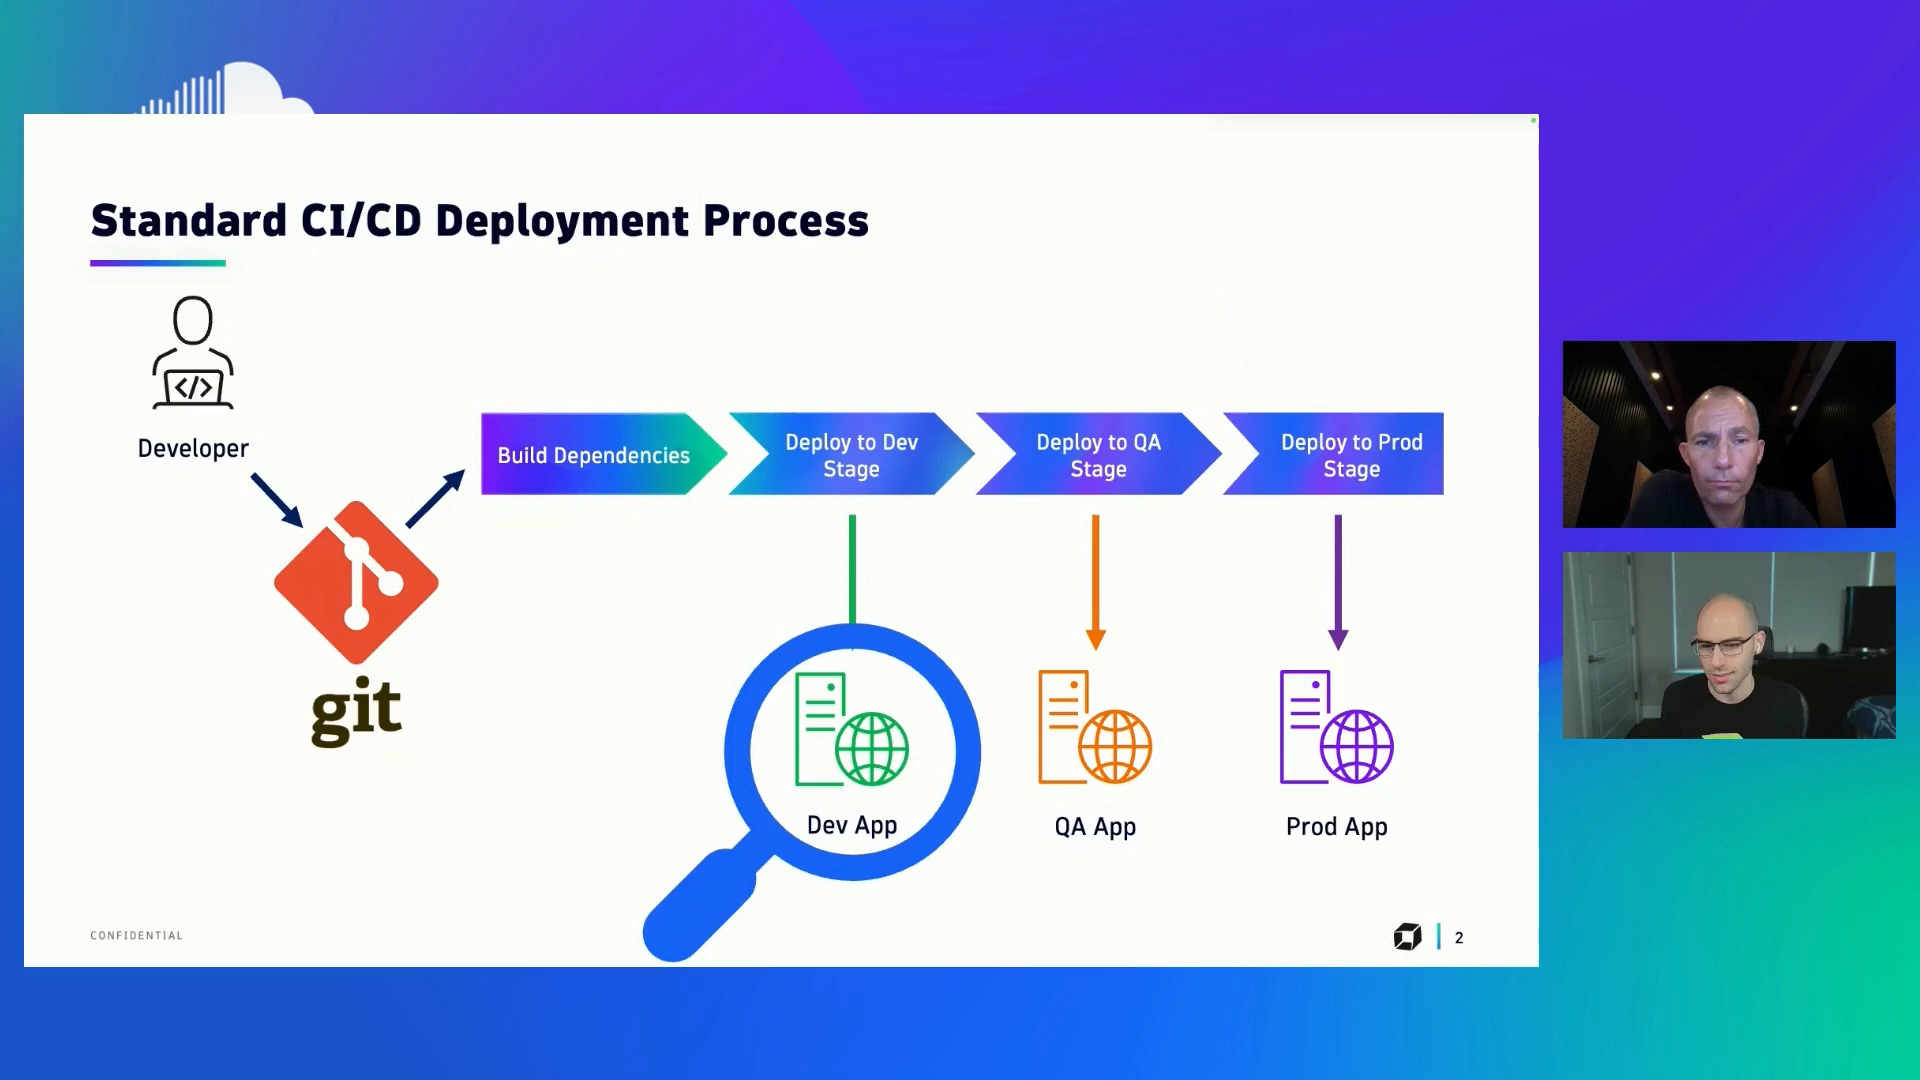 Standard CI/CD Deployment Process
</>
Developer
git
Build Dependencies
Deploy to Dev
Stage
Deploy to QA
Stage
Deploy to Prod
Stage
Dev App
QA App
Prod App
CONFIDENTIAL
2